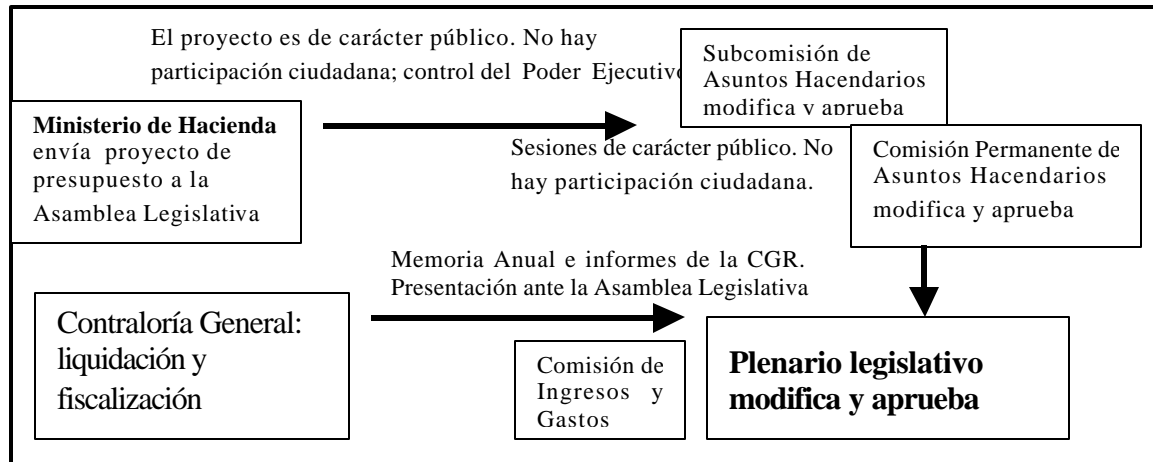 El proyecto es de carácter público. No hay
participación ciudadana; control del Poder Ejecutivo
Subcomisión de
Asuntos Hacendarios
modifica y aprueba
Ministerio de Hacienda
envía proyecto de
presupuesto a la
Asamblea Legislativa
Sesiones de carácter público. No
hay participación ciudadana.
Comisión Permanente de
Asuntos Hacendarios
modifica y aprueba
Memoria Anual e informes de la CGR.
Presentación ante la Asamblea Legislativa
Contraloría General:
liquidación y
fiscalización
Comisión de
Ingresos y
Gastos
Plenario legislativo
modifica y aprueba